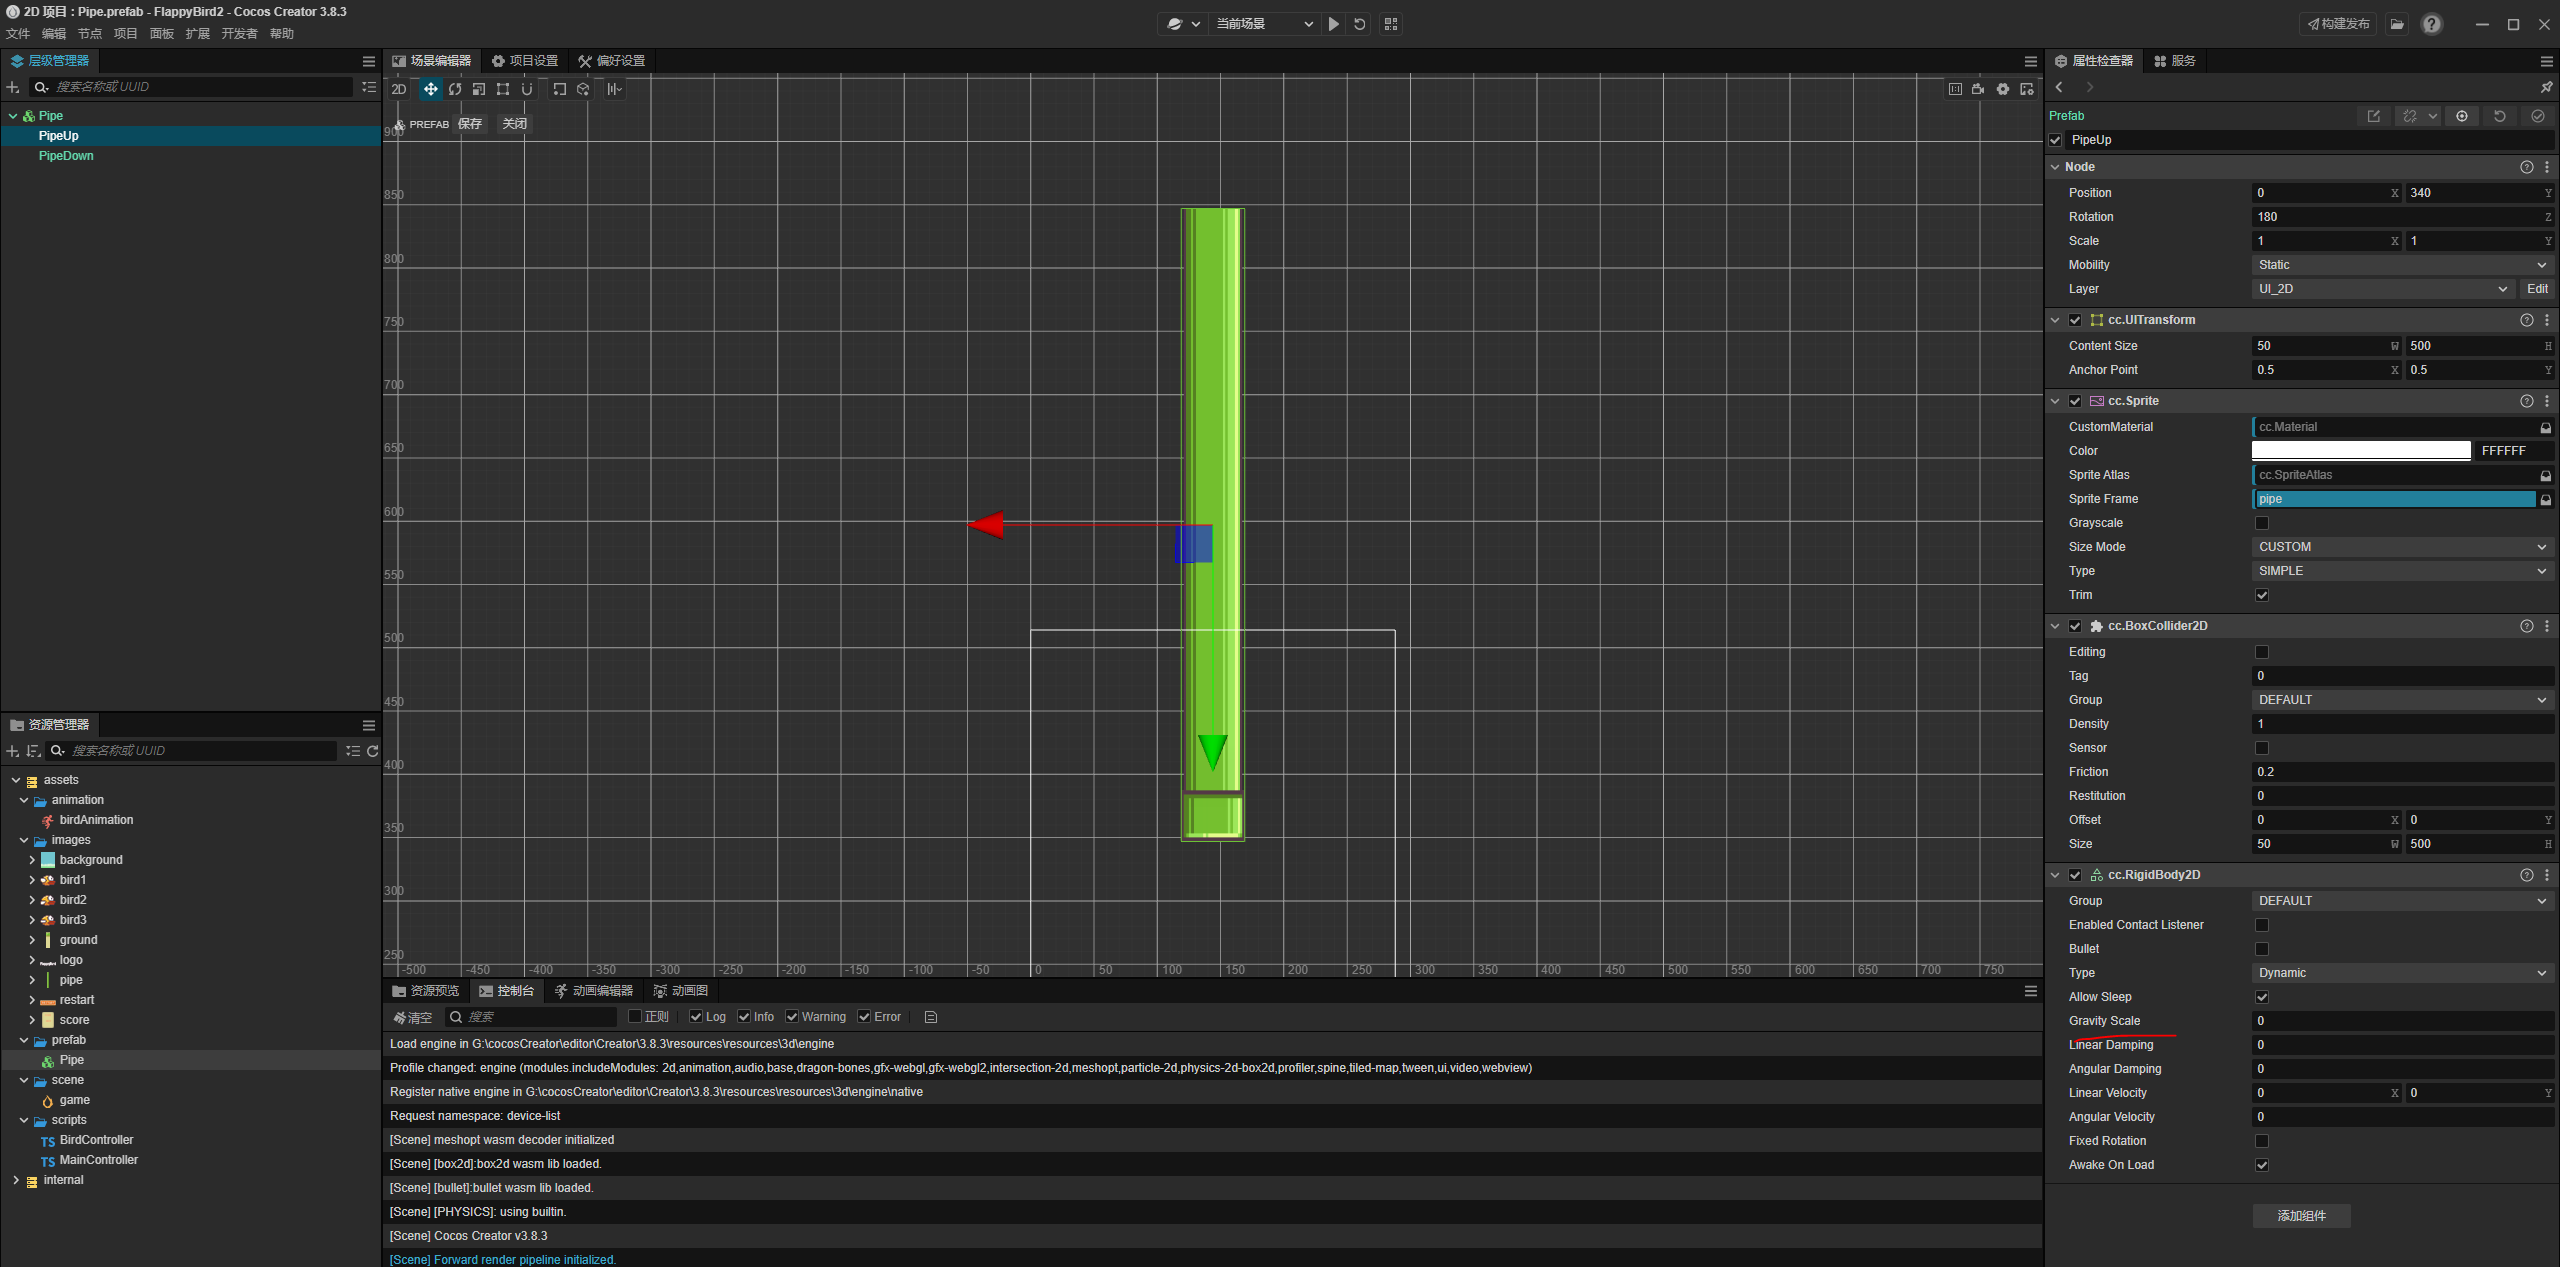 2D 项目 : Pipe.prefab - FlappyBird2 - Cocos Creator 3.8.3
文件 编辑 节点 项目 面板 扩展 开发者 帮助
当前场景
构建发布
层级管理器
搜索名称或 UUID
Pipe
PipeUp
PipeDown
场景编辑器 项目设置 偏好设置
2D
PREFAB 保存 关闭
900
850
800
750
700
650
600
550
500
450
400
350
300
250
-500 -450 -400 -350 -300 -250 -200 -150 -100 -50 0 50 100 150 200 250 300 350 400 450 500 550 600 650 700 750
资源管理器
搜索名称或 UUID
assets
animation
birdAnimation
images
background
bird1
bird2
bird3
ground
logo
pipe
restart
score
prefab
Pipe
scene
game
scripts
TS BirdController
TS MainController
internal
资源预览 控制台 动画编辑器 动画图
清空 搜索 正则 Log Info Warning Error
Load engine in G:\cocosCreator\editor\Creator\3.8.3\resources\resources\3d\engine
Profile changed: engine (modules.includeModules: 2d,animation,audio,base,dragon-bones,gfx-webgl,gfx-webgl2,intersection-2d,meshopt,particle-2d,physics-2d-box2d,profiler,spine,tiled-map,tween,ui,video,webview)
Register native engine in G:\cocosCreator\editor\Creator\3.8.3\resources\resources\3d\engine\native
Request namespace: device-list
[Scene] meshopt wasm decoder initialized
[Scene] [box2d]:box2d wasm lib loaded.
[Scene] [bullet]:bullet wasm lib loaded.
[Scene] [PHYSICS]: using builtin.
[Scene] Cocos Creator v3.8.3
[Scene] Forward render pipeline initialized.
属性检查器 服务
Prefab
PipeUp
Node
Position 0 X 340 Y
Rotation 180 Z
Scale 1 X 1 Y
Mobility Static
Layer UI_2D Edit
cc.UITransform
Content Size 50 W 500 H
Anchor Point 0.5 X 0.5 Y
cc.Sprite
CustomMaterial cc.Material
Color FFFFFF
Sprite Atlas cc.SpriteAtlas
Sprite Frame pipe
Grayscale
Size Mode CUSTOM
Type SIMPLE
Trim
cc.BoxCollider2D
Editing
Tag 0
Group DEFAULT
Density 1
Sensor
Friction 0.2
Restitution 0
Offset 0 X 0 Y
Size 50 W 500 H
cc.RigidBody2D
Group DEFAULT
Enabled Contact Listener
Bullet
Type Dynamic
Allow Sleep
Gravity Scale 0
Linear Damping 0
Angular Damping 0
Linear Velocity 0 X 0 Y
Angular Velocity 0
Fixed Rotation
Awake On Load
添加组件